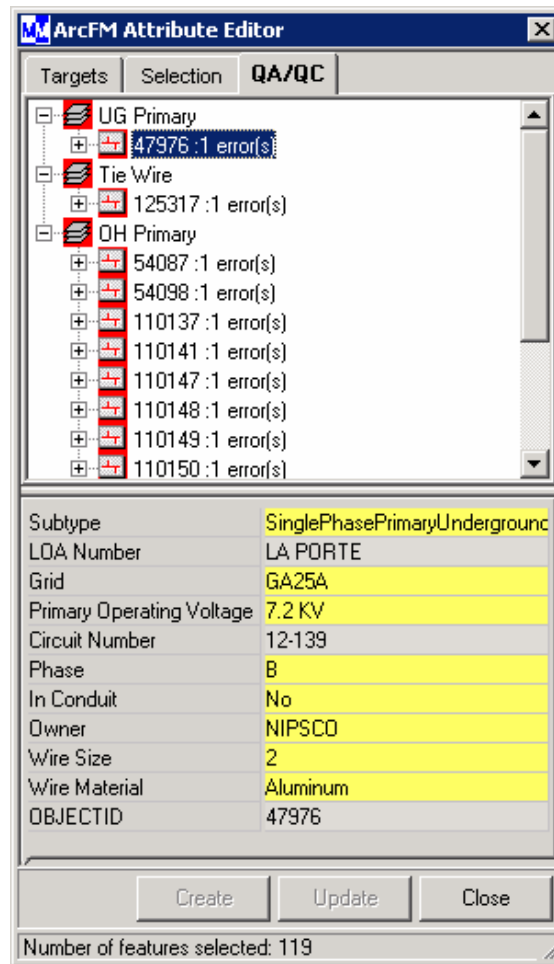 MM ArcFM Attribute Editor
Targets Selection QA/QC
UG Primary
47976 :1 error(s)
Tie Wire
125317 :1 error(s)
OH Primary
54087 :1 error(s)
54098 :1 error(s)
110137 :1 error(s)
110141 :1 error(s)
110147 :1 error(s)
110148 :1 error(s)
110149 :1 error(s)
110150 :1 error(s)
Subtype SinglePhasePrimaryUnderground
LOA Number LA PORTE
Grid GA25A
Primary Operating Voltage 7.2 KV
Circuit Number 12-139
Phase B
In Conduit No
Owner NIPSCO
Wire Size 2
Wire Material Aluminum
OBJECTID 47976
Create Update Close
Number of features selected: 119